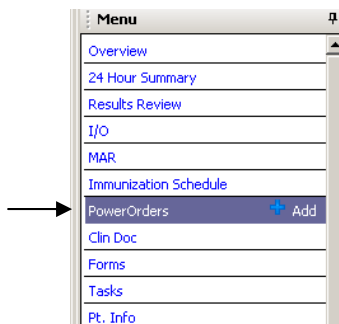 Menu
Overview
24 Hour Summary
Results Review
I/O
MAR
Immunization Schedule
PowerOrders Add
Clin Doc
Forms
Tasks
Pt. Info